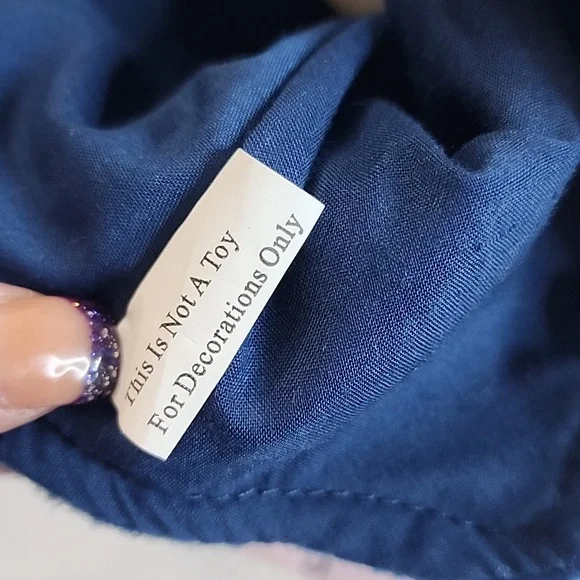 This Is Not A Toy
For Decorations Only